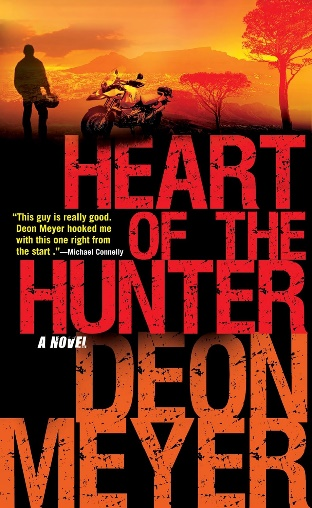 HEART
OF THE
HUNTER
"This guy is really good.
Deon Meyer hooked me
with this one right from
the start ."—Michael Connelly
A NOVEL
DEON
MEYER